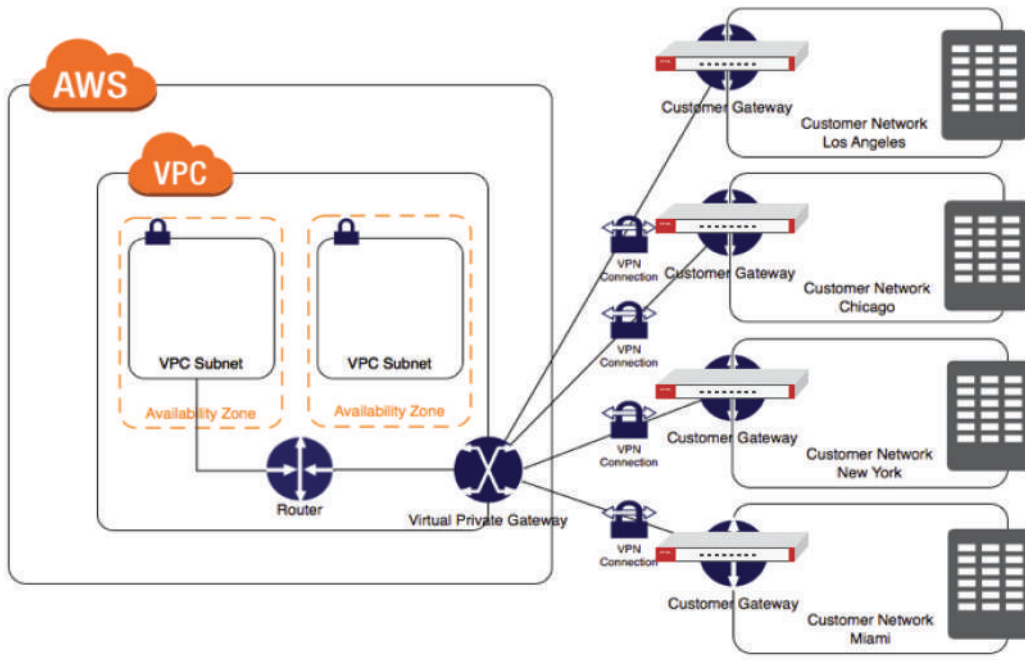 AWS
VPC
VPC Subnet
Availability Zone
VPC Subnet
Availability Zone
Router
Virtual Private Gateway
VPN
Connection
VPN
Connection
VPN
Connection
VPN
Connection
Customer Gateway
Customer Network
Los Angeles
Customer Gateway
Customer Network
Chicago
Customer Gateway
Customer Network
New York
Customer Gateway
Customer Network
Miami